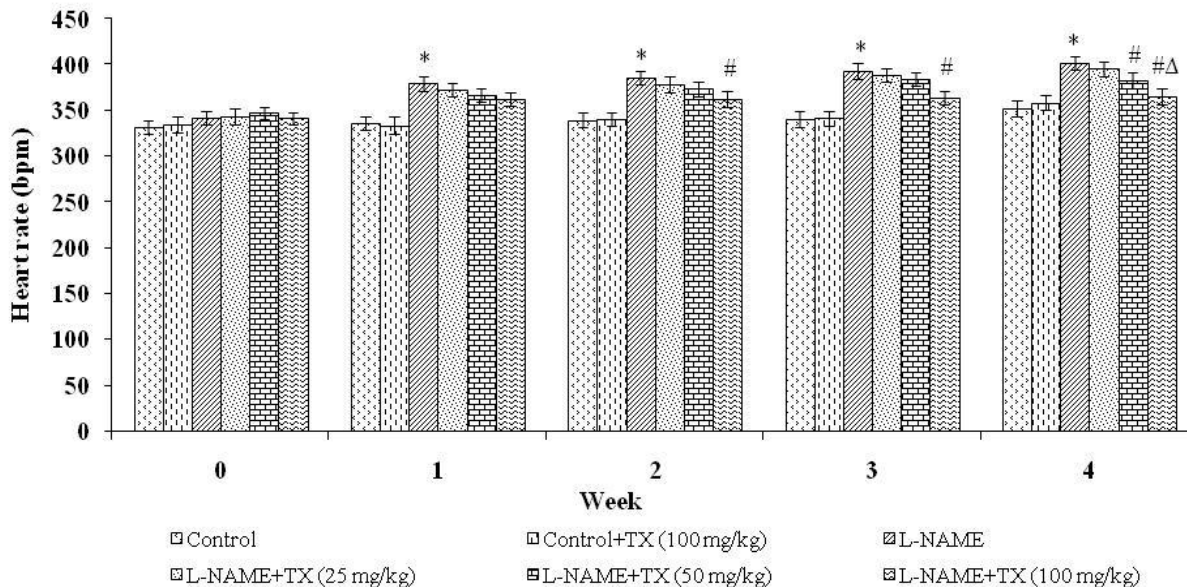 450
400
350
300
250
200
150
100
50
0
Heart rate (bpm)
* * # * # * # #Δ
0 1 2 3 4
Week
Control Control+TX (100 mg/kg) L-NAME
L-NAME+TX (25 mg/kg) L-NAME+TX (50 mg/kg) L-NAME+TX (100 mg/kg)